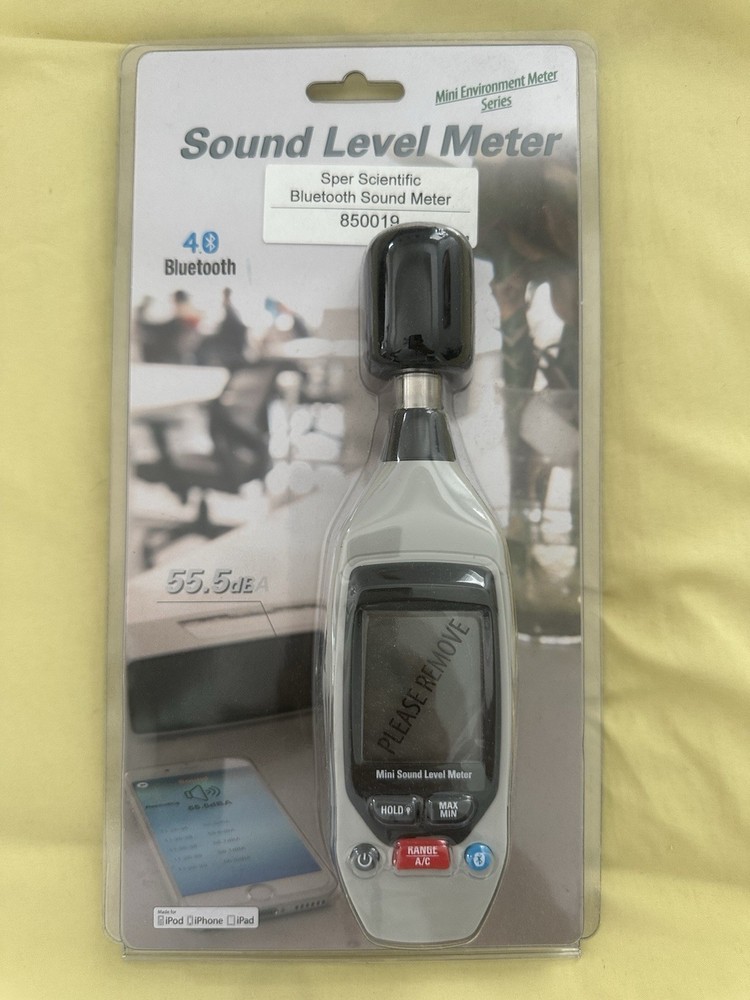 Mini Environment Meter
Series
Sound Level Meter
Sper Scientific
Bluetooth Sound Meter
850019
4.0
Bluetooth
55.5dBA
PLEASE REMOVE
Mini Sound Level Meter
HOLD
MAX
MIN
RANGE
A/C
Made for
iPod iPhone iPad